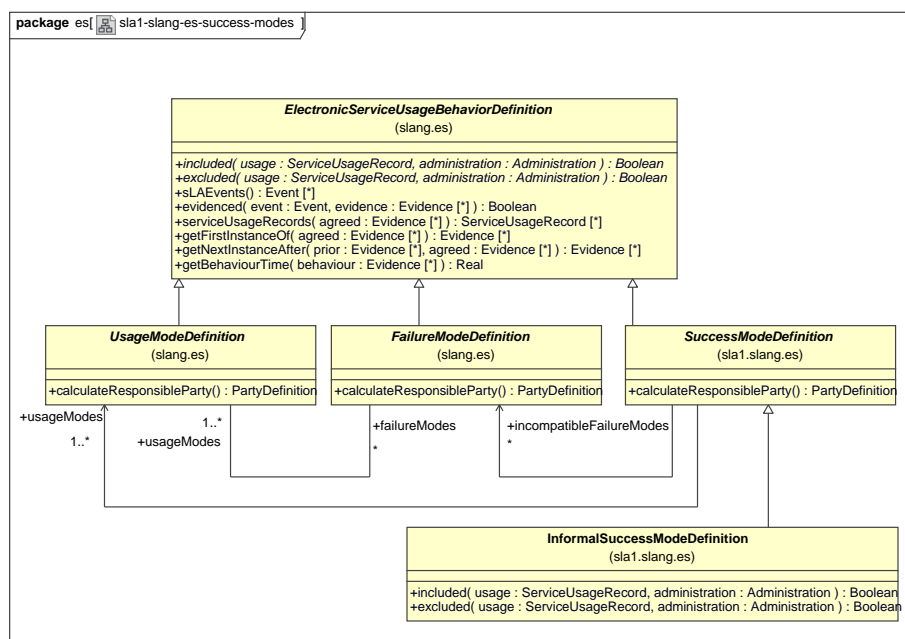 package es[ sla1-slang-es-success-modes ]
ElectronicServiceUsageBehaviorDefinition
(slang.es)
+included( usage : ServiceUsageRecord, administration : Administration ) : Boolean
+excluded( usage : ServiceUsageRecord, administration : Administration ) : Boolean
+sLAEvents() : Event [*]
+evidenced( event : Event, evidence : Evidence [*] ) : Boolean
+serviceUsageRecords( agreed : Evidence [*] ) : ServiceUsageRecord [*]
+getFirstInstanceOf( agreed : Evidence [*] ) : Evidence [*]
+getNextInstanceAfter( prior : Evidence [*], agreed : Evidence [*] ) : Evidence [*]
+getBehaviourTime( behaviour : Evidence [*] ) : Real
UsageModeDefinition
(slang.es)
+calculateResponsibleParty() : PartyDefinition
FailureModeDefinition
(slang.es)
+calculateResponsibleParty() : PartyDefinition
SuccessModeDefinition
(sla1.slang.es)
+calculateResponsibleParty() : PartyDefinition
+usageModes
1..*
1..*
+usageModes
+failureModes
*
+incompatibleFailureModes
*
InformalSuccessModeDefinition
(sla1.slang.es)
+included( usage : ServiceUsageRecord, administration : Administration ) : Boolean
+excluded( usage : ServiceUsageRecord, administration : Administration ) : Boolean